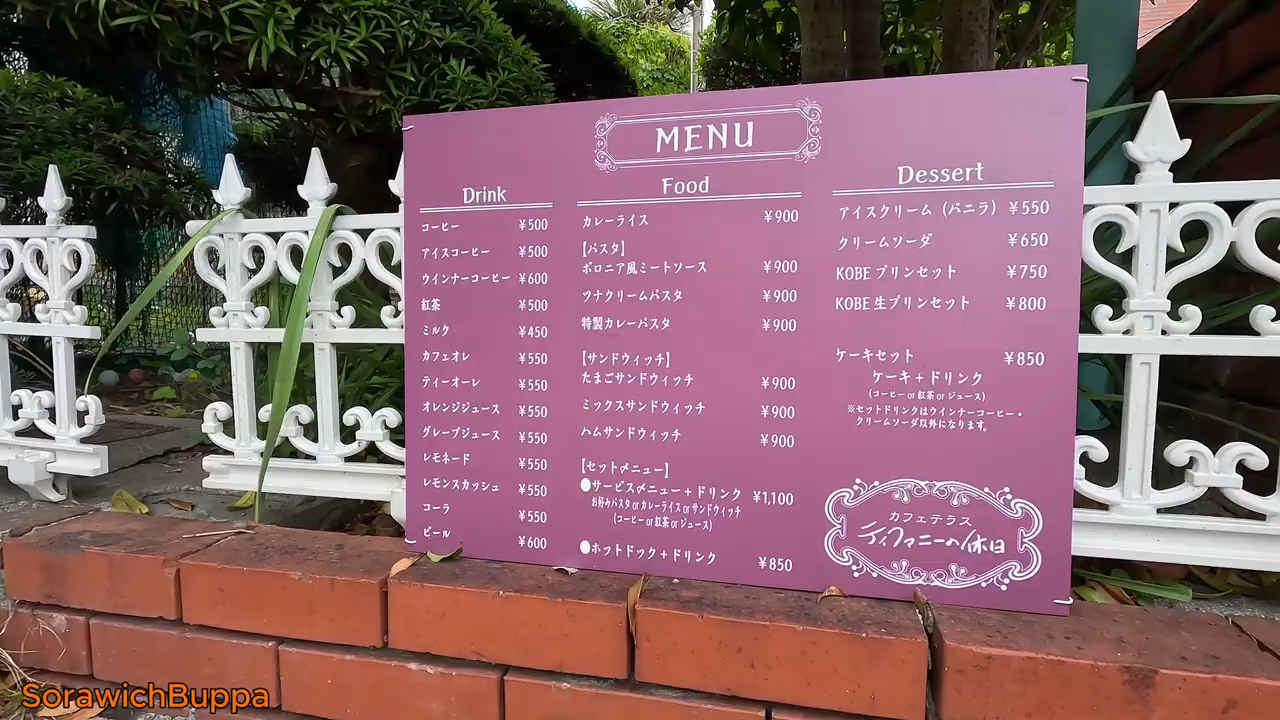 MENU
Drink
コーヒー ¥500
アイスコーヒー ¥500
ウインナーコーヒー ¥600
紅茶 ¥500
ミルク ¥450
カフェオレ ¥550
ティーオーレ ¥550
オレンジジュース ¥550
グレープジュース ¥550
レモネード ¥550
レモンスカッシュ ¥550
コーラ ¥550
ビール ¥600
Food
カレーライス ¥900
【パスタ】
ボロニア風ミートソース ¥900
ツナクリームパスタ ¥900
特製カレーパスタ ¥900
【サンドウィッチ】
たまごサンドウィッチ ¥900
ミックスサンドウィッチ ¥900
ハムサンドウィッチ ¥900
【セットメニュー】
●サービスメニュー+ドリンク ¥1,100
お好みパスタ or カレーライス or サンドウィッチ
(コーヒー or 紅茶 or ジュース)
●ホットドック+ドリンク ¥850
Dessert
アイスクリーム (バニラ) ¥550
クリームソーダ ¥650
KOBE プリンセット ¥750
KOBE 生プリンセット ¥800
ケーキセット ¥850
ケーキ+ドリンク
(コーヒー or 紅茶 or ジュース)
※セットドリンクはウインナーコーヒー・
クリームソーダ以外になります。
カフェテラス
ティファニーの休日
SorawichBuppa